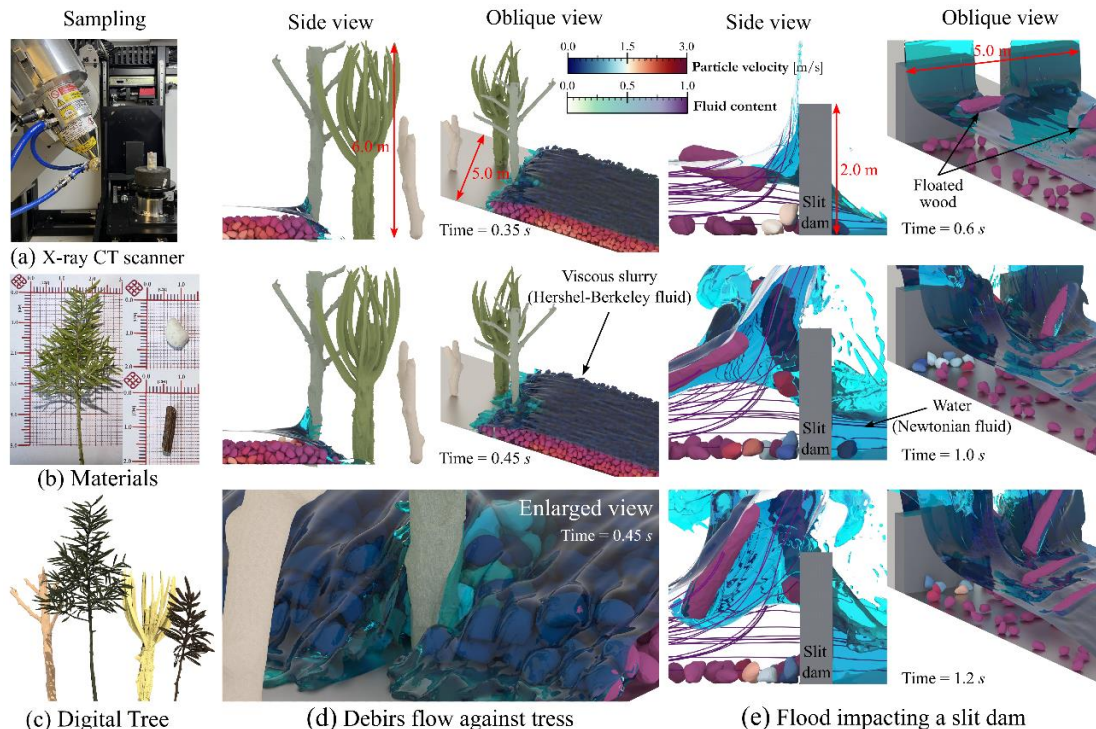 Sampling
Side view
Oblique view
Side view
Oblique view
0.0
1.5
3.0
Particle velocity [m/s]
0.0
0.5
1.0
Fluid content
6.0 m
5.0 m
Time = 0.35 s
2.0 m
Slit
dam
5.0 m
Floated
wood
Time = 0.6 s
(a) X-ray CT scanner
Viscous slurry
(Hershel-Berkeley fluid)
Time = 0.45 s
Slit
dam
Water
(Newtonian fluid)
Time = 1.0 s
(b) Materials
Enlarged view
Time = 0.45 s
Slit
dam
Time = 1.2 s
(c) Digital Tree
(d) Debirs flow against tress
(e) Flood impacting a slit dam